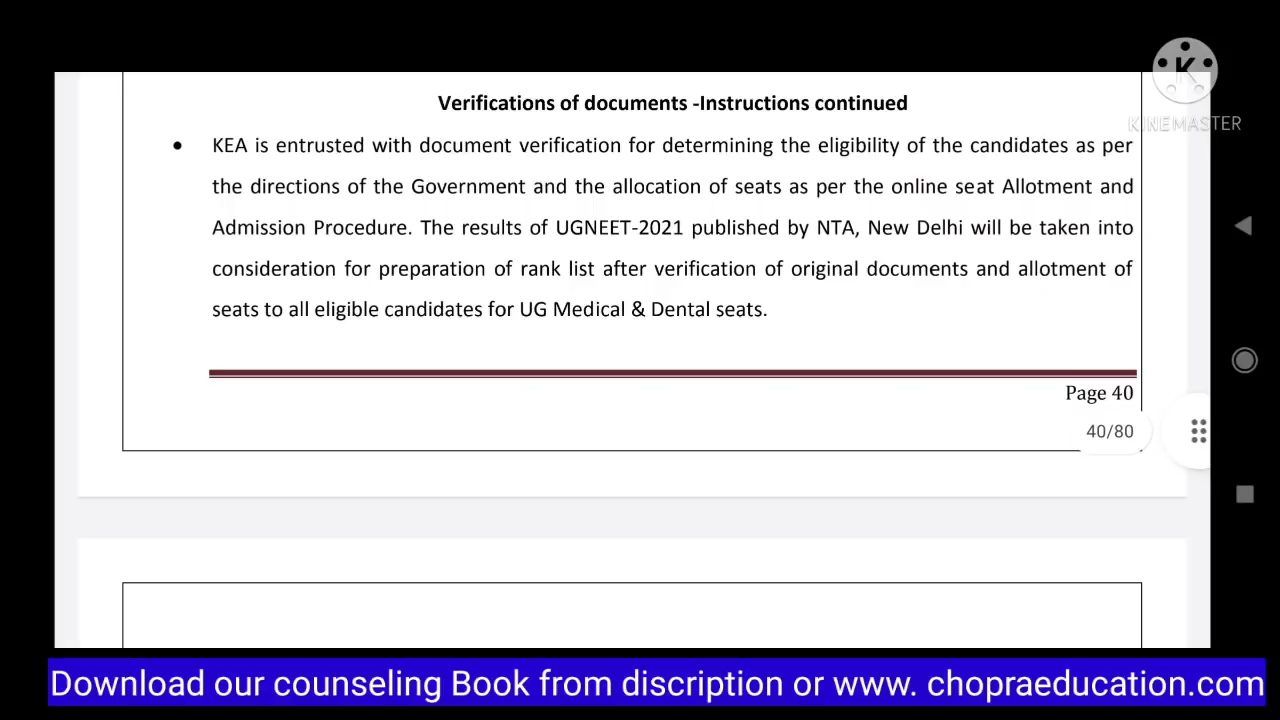 Verifications of documents -Instructions continued
• KEA is entrusted with document verification for determining the eligibility of the candidates as per
the directions of the Government and the allocation of seats as per the online seat Allotment and
Admission Procedure. The results of UGNEET-2021 published by NTA, New Delhi will be taken into
consideration for preparation of rank list after verification of original documents and allotment of
seats to all eligible candidates for UG Medical & Dental seats.
Page 40
40/80
K
KINEMASTER
Download our counseling Book from discription or www. chopraeducation.com